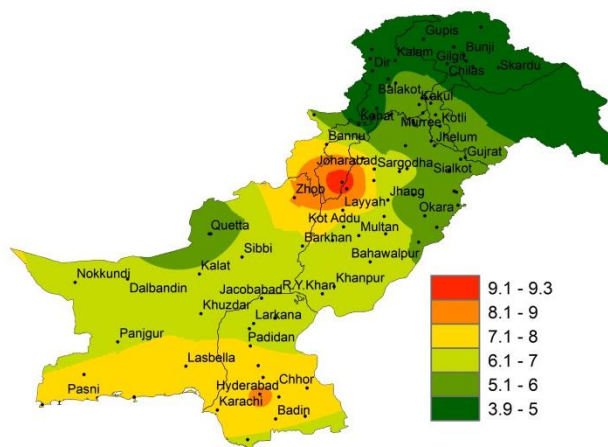 Gupis
Kalam
Gilgit
Bunji
Dir
Chilas
Skardu
Balakot
Kakul
Kohat
Murree
Kotli
Bannu
Jhelum
Gujrat
Joharabad
Sargodha
Sialkot
Zhob
Layyah
Jhang
Okara
Kot Addu
Quetta
Barkhan
Multan
Sibbi
Bahawalpur
Nokkundi
Kalat
Dalbandin
Jacobabad
R.Y.Khan
Khanpur
9.1 - 9.3
Khuzdar
Larkana
8.1 - 9
Panjgur
Padidan
7.1 - 8
Lasbella
6.1 - 7
Pasni
Hyderabad
Chhor
5.1 - 6
Karachi
Badin
3.9 - 5